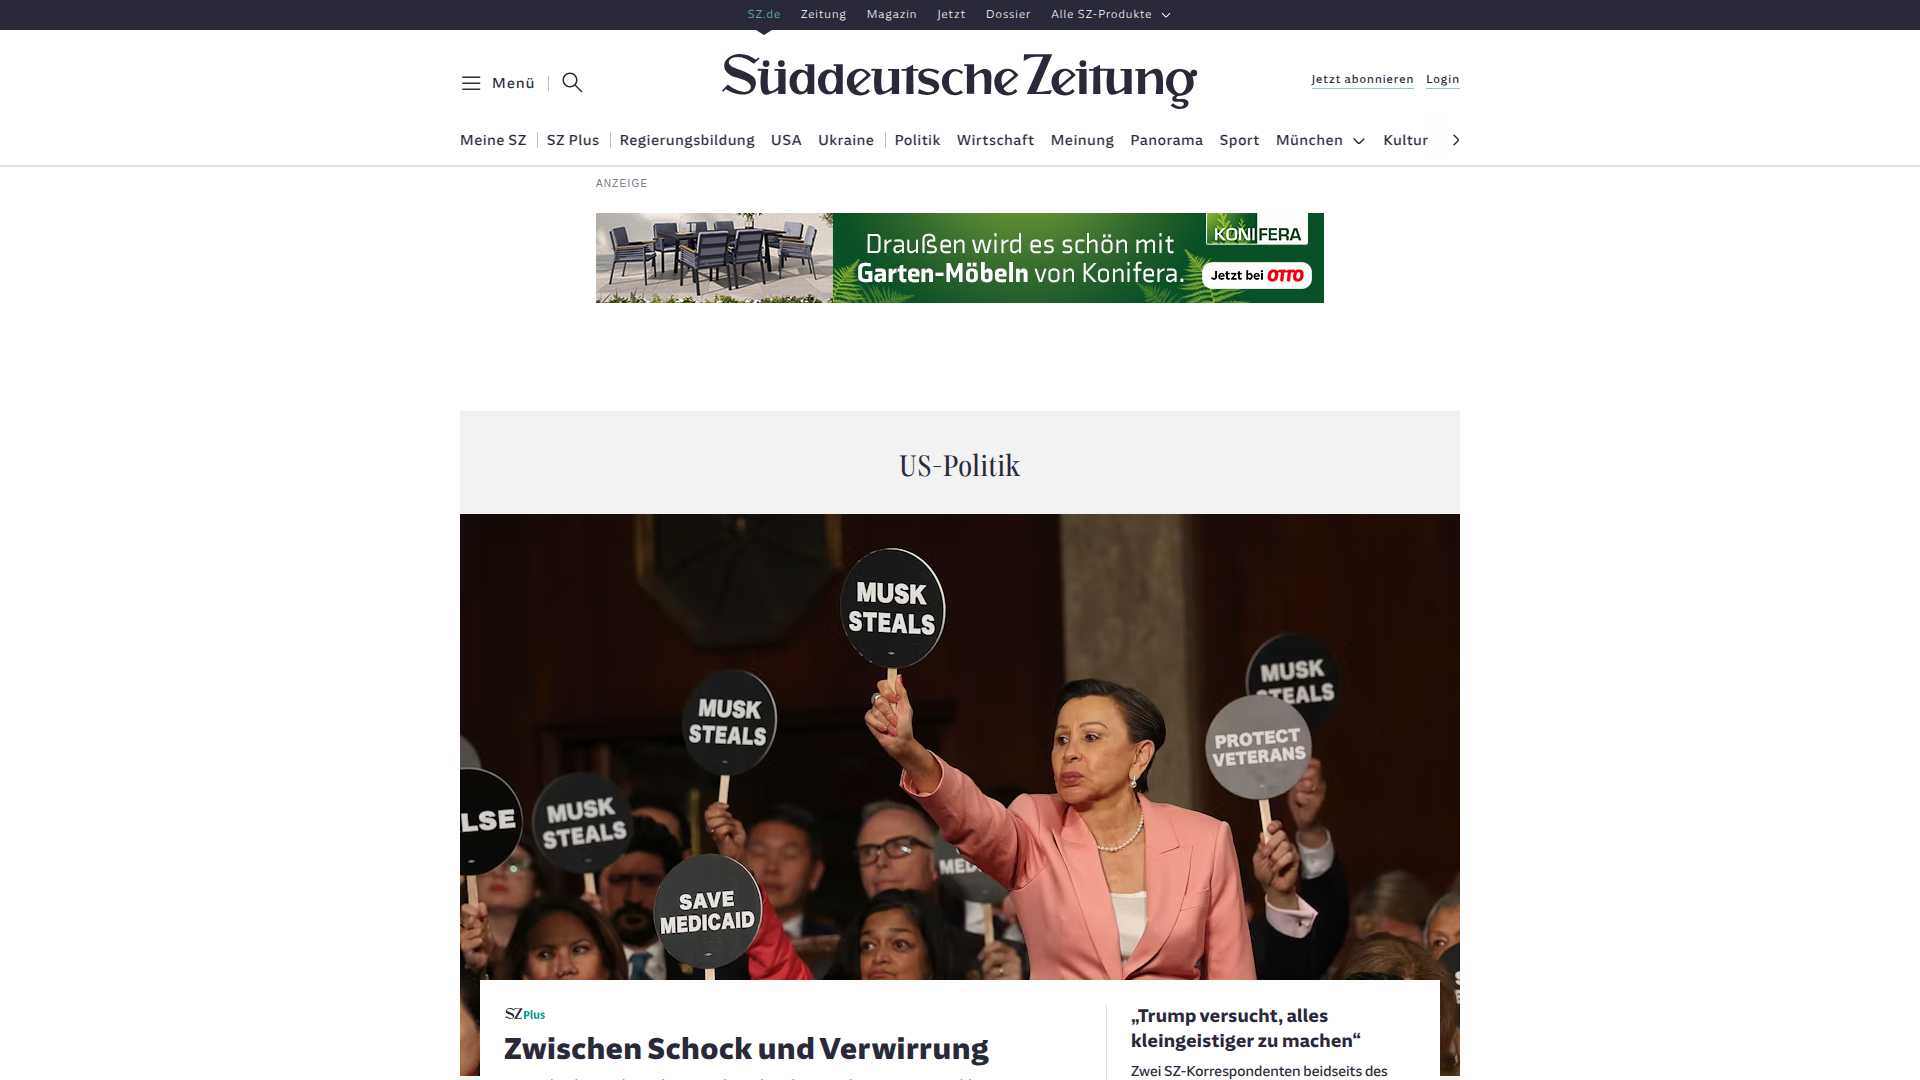 SZ.de Zeitung Magazin Jetzt Dossier Alle SZ-Produkte
Menü
Süddeutsche Zeitung
Jetzt abonnieren Login
Meine SZ SZ Plus Regierungsbildung USA Ukraine Politik Wirtschaft Meinung Panorama Sport München Kultur
ANZEIGE
Draußen wird es schön mit
Garten-Möbeln von Konifera.
KONIFERA
Jetzt bei OTTO
US-Politik
MUSK
STEALS
MUSK
STEALS
MUSK
STEALS
PROTECT
VETERANS
LSE
MUSK
STEALS
MED
SAVE
MEDICAID
SZ Plus
Zwischen Schock und Verwirrung
„Trump versucht, alles
kleingeistiger zu machen“
Zwei SZ-Korrespondenten beidseits des